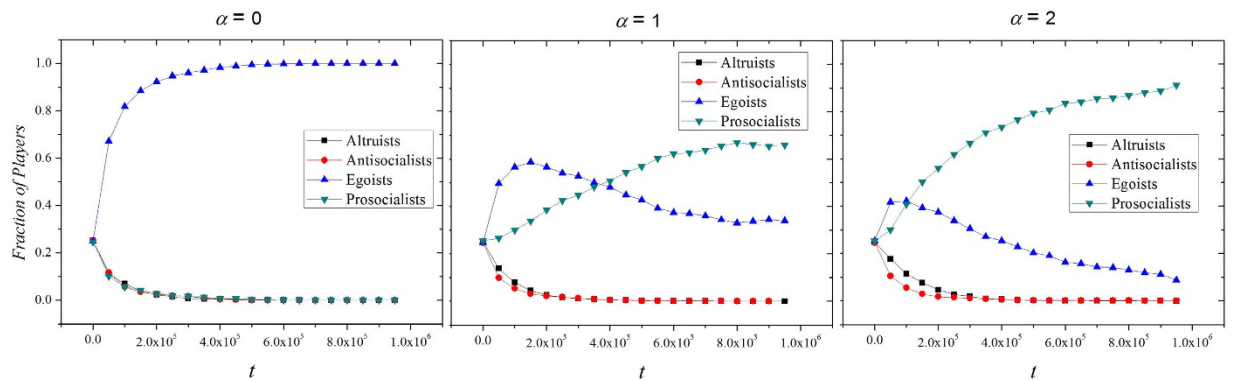 α = 0
α = 1
α = 2
Fraction of Players
1.0
0.8
0.6
0.4
0.2
0.0
Altruists
Antisocialists
Egoists
Prosocialists
0.0 2.0x10⁵ 4.0x10⁵ 6.0x10⁵ 8.0x10⁵ 1.0x10⁶
t
Altruists
Antisocialists
Egoists
Prosocialists
0.0 2.0x10⁵ 4.0x10⁵ 6.0x10⁵ 8.0x10⁵ 1.0x10⁶
t
Altruists
Antisocialists
Egoists
Prosocialists
0.0 2.0x10⁵ 4.0x10⁵ 6.0x10⁵ 8.0x10⁵ 1.0x10⁶
t